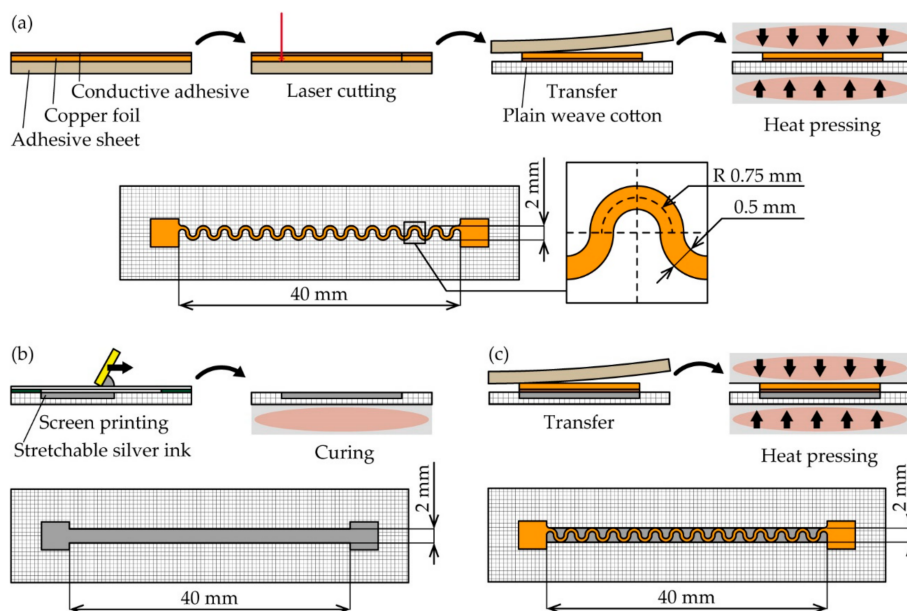 (a)
Conductive adhesive
Copper foil
Adhesive sheet
Laser cutting
Transfer
Plain weave cotton
Heat pressing
2 mm
R 0.75 mm
0.5 mm
40 mm
(b)
Screen printing
Stretchable silver ink
Curing
2 mm
40 mm
(c)
Transfer
Heat pressing
2 mm
40 mm